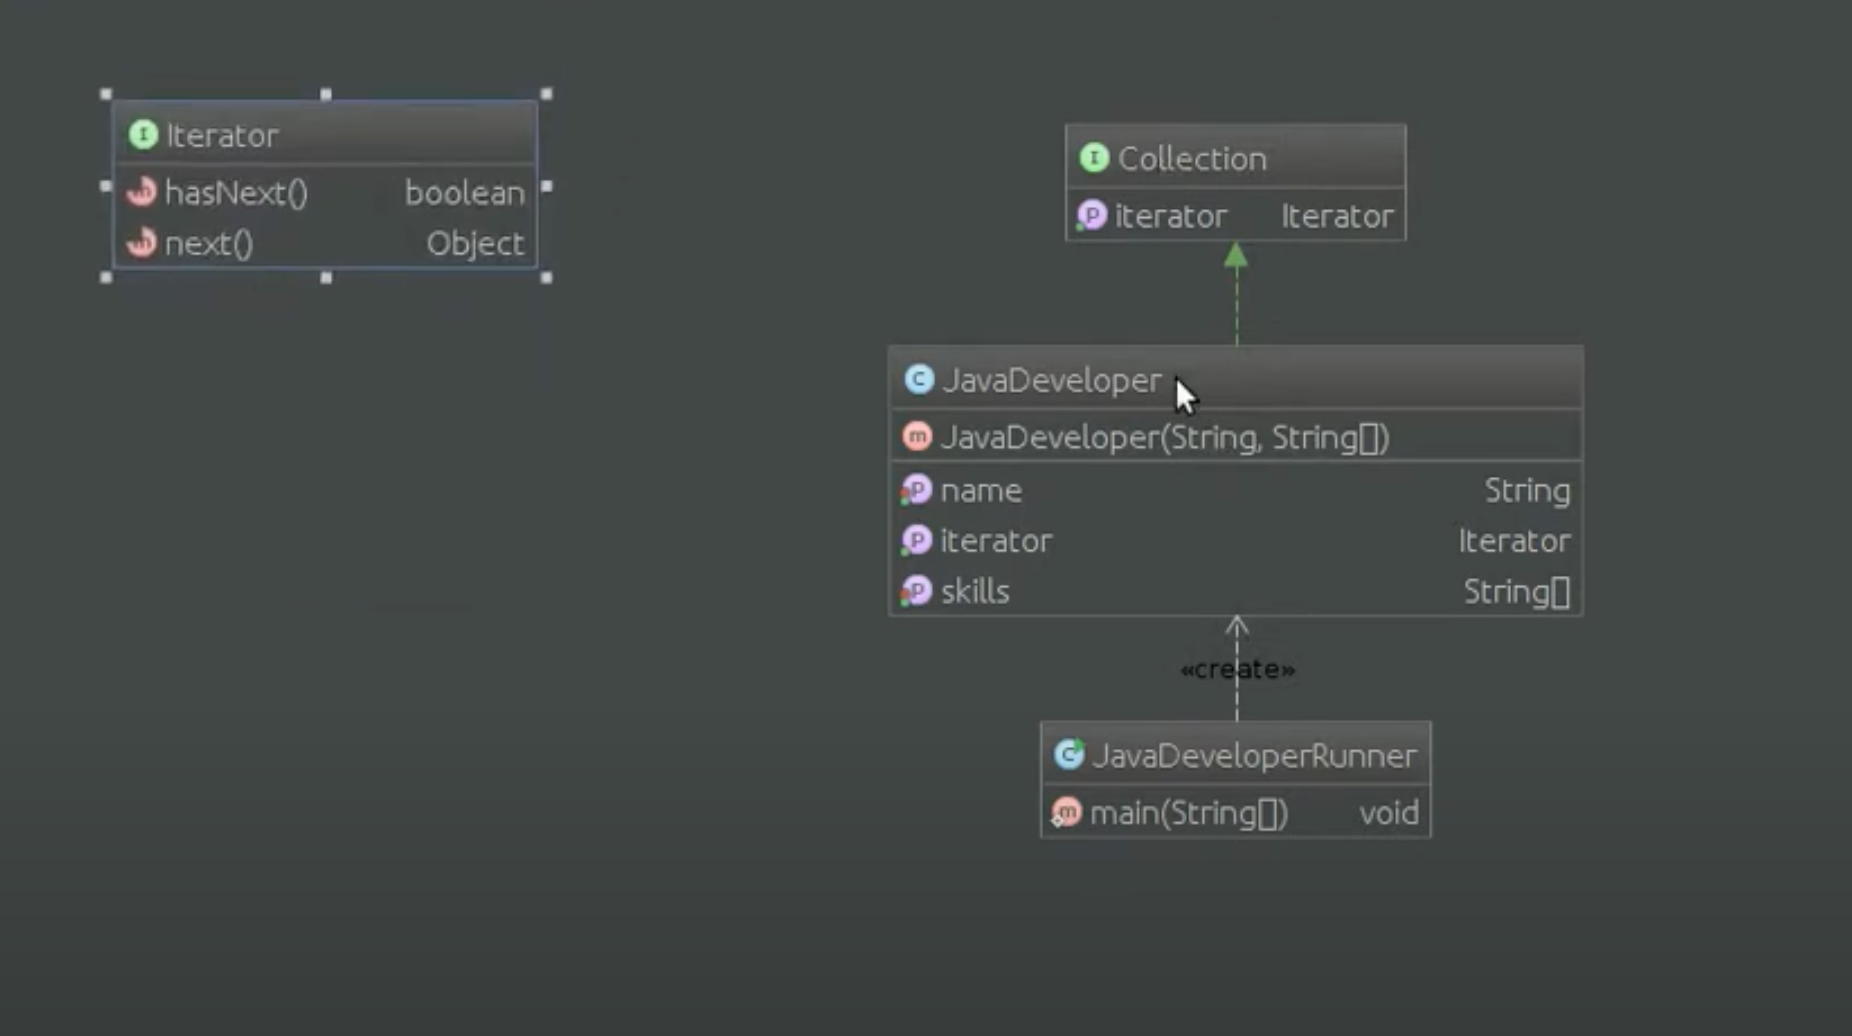 Iterator
hasNext() boolean
next() Object
Collection
iterator Iterator
JavaDeveloper
JavaDeveloper(String, String[])
name String
iterator Iterator
skills String[]
«create»
JavaDeveloperRunner
main(String[]) void